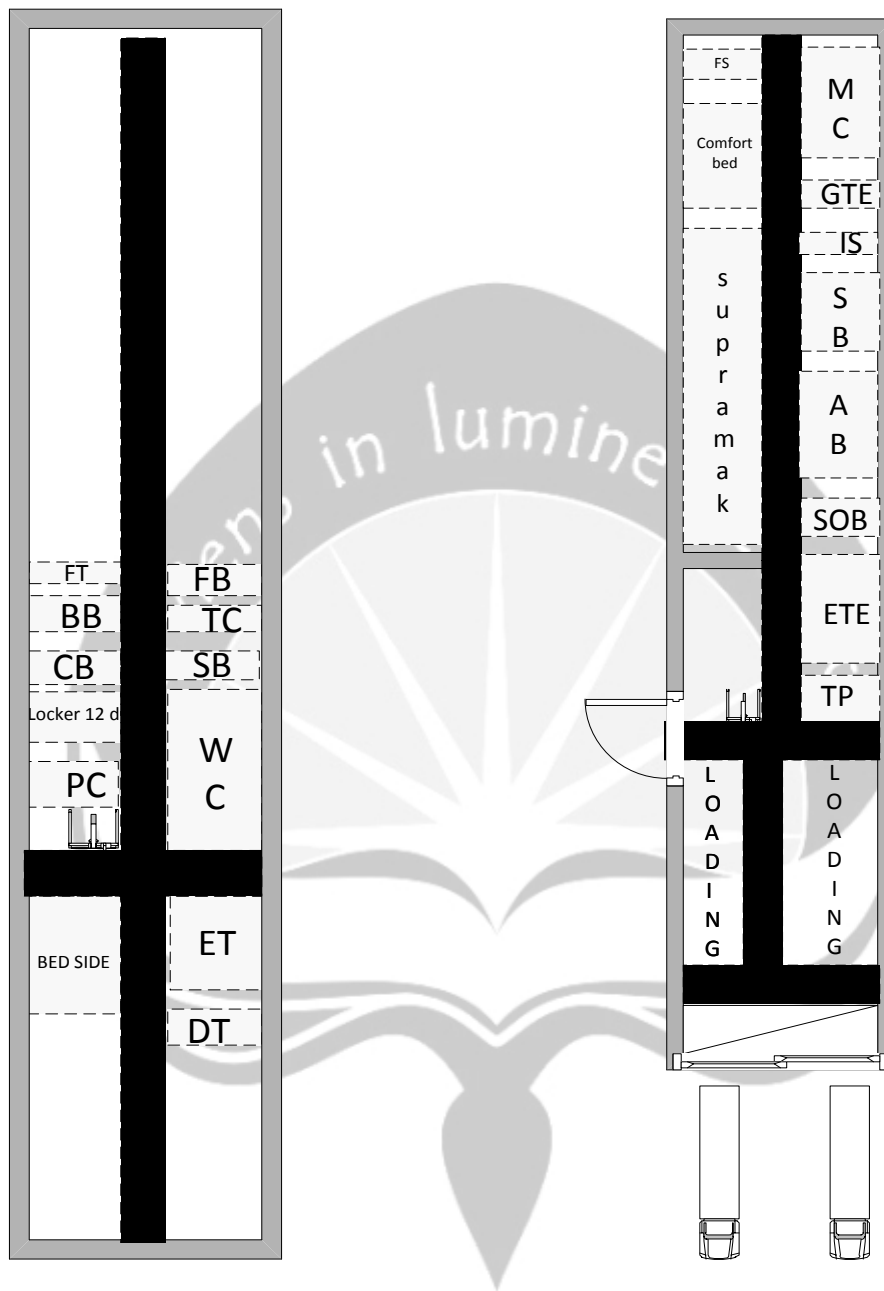 FT
BB
CB
Locker 12 d
PC
BED SIDE
FB
TC
SB
W
C
ET
DT
FS
Comfort
bed
s
u
p
r
a
m
a
k
M
C
GTE
IS
S
B
A
B
SOB
ETE
TP
L
O
A
D
I
N
G
L
O
A
D
I
N
G
in lumine